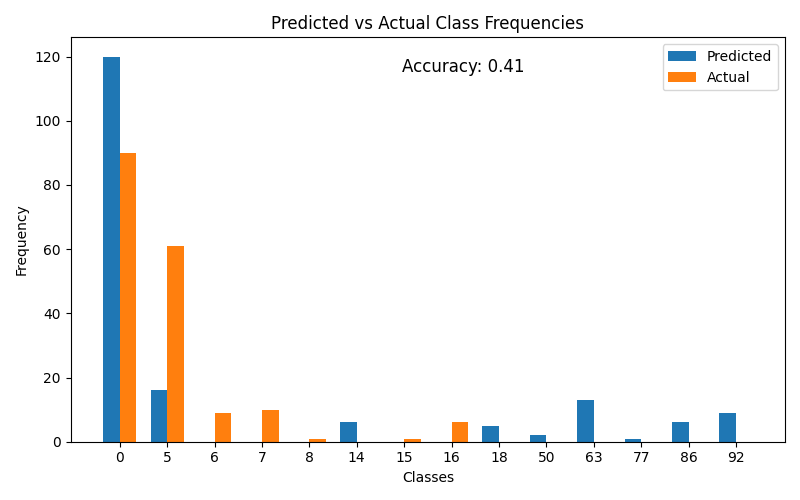 Predicted vs Actual Class Frequencies
Accuracy: 0.41
Predicted
Actual
Frequency
120
100
80
60
40
20
0
0 5 6 7 8 14 15 16 18 50 63 77 86 92
Classes